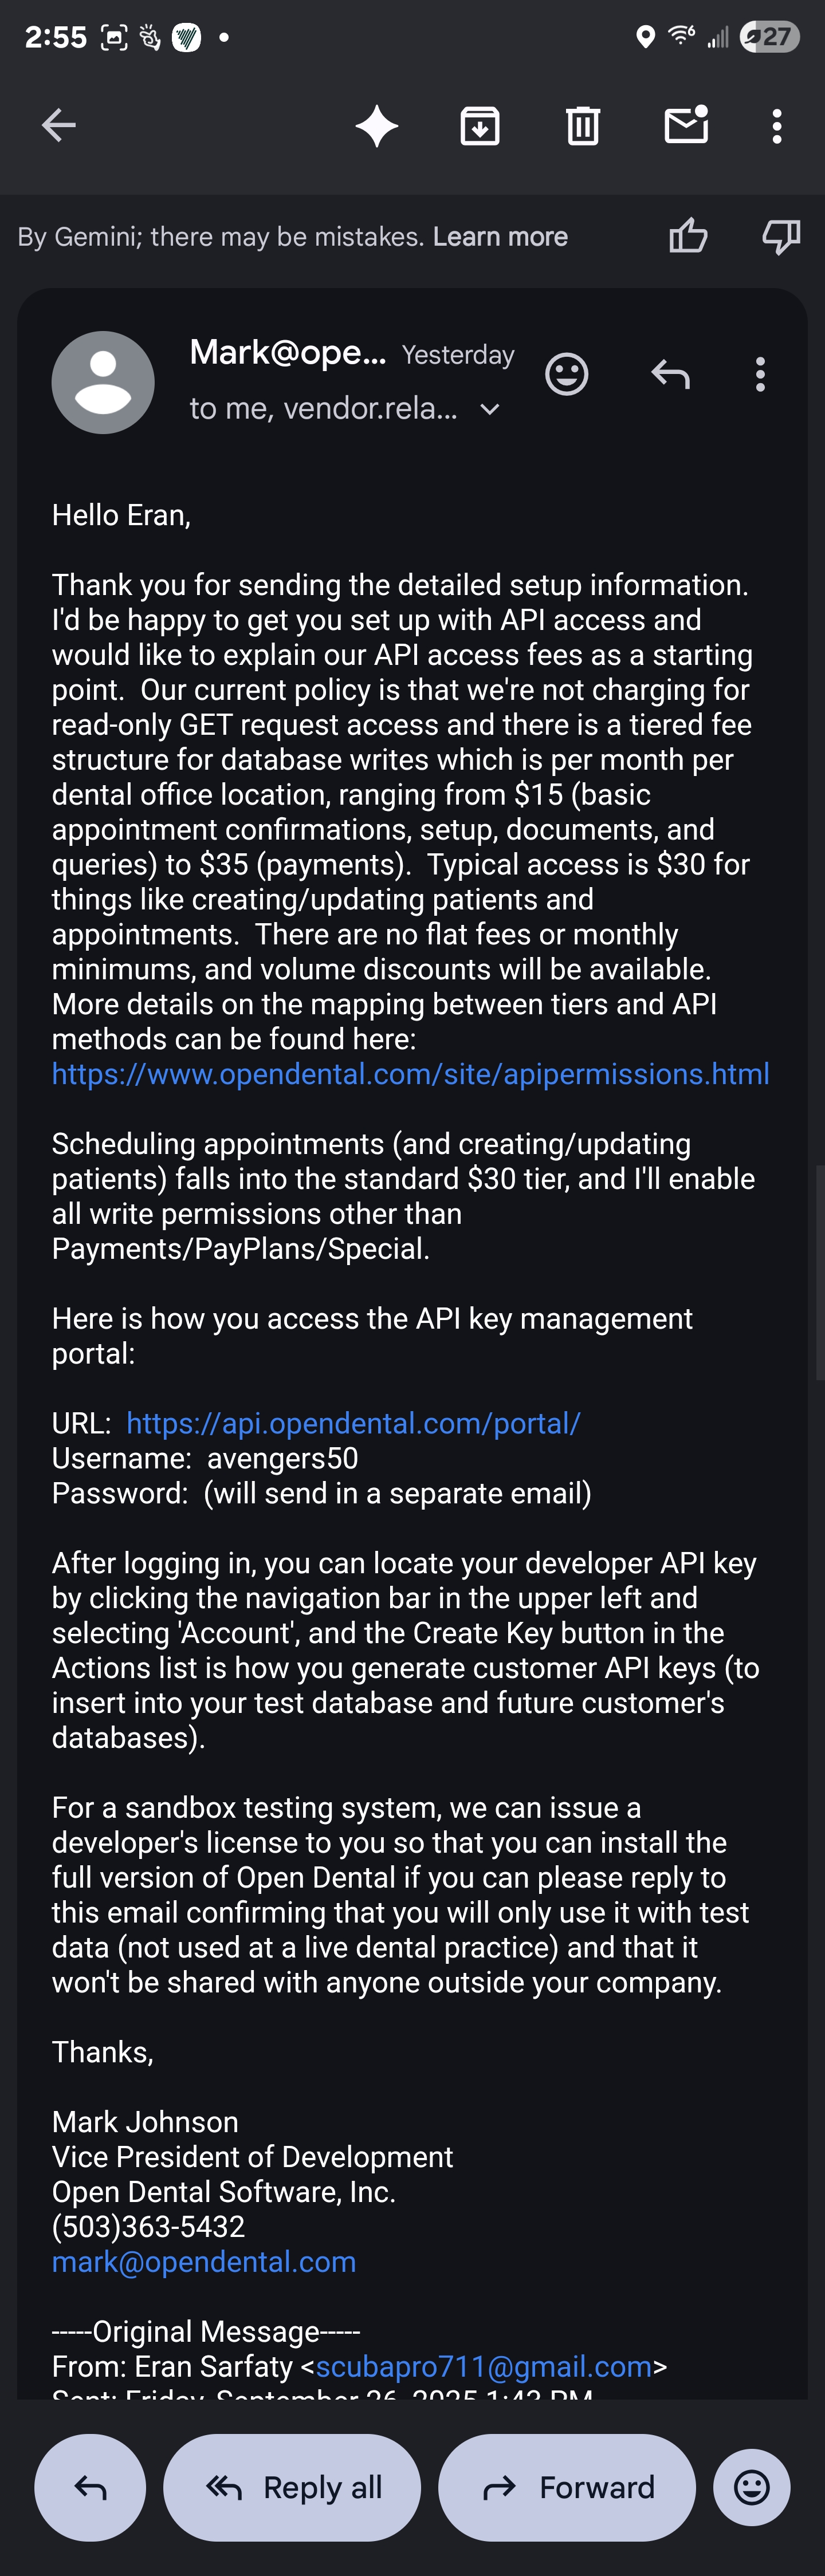 2:55
27
By Gemini; there may be mistakes. Learn more
Mark@ope... Yesterday
to me, vendor.rela...
Hello Eran,
Thank you for sending the detailed setup information.
I'd be happy to get you set up with API access and
would like to explain our API access fees as a starting
point.  Our current policy is that we're not charging for
read-only GET request access and there is a tiered fee
structure for database writes which is per month per
dental office location, ranging from $15 (basic
appointment confirmations, setup, documents, and
queries) to $35 (payments).  Typical access is $30 for
things like creating/updating patients and
appointments.  There are no flat fees or monthly
minimums, and volume discounts will be available.
More details on the mapping between tiers and API
methods can be found here:
https://www.opendental.com/site/apipermissions.html
Scheduling appointments (and creating/updating
patients) falls into the standard $30 tier, and I'll enable
all write permissions other than
Payments/PayPlans/Special.
Here is how you access the API key management
portal:
URL:  https://api.opendental.com/portal/
Username:  avengers50
Password:  (will send in a separate email)
After logging in, you can locate your developer API key
by clicking the navigation bar in the upper left and
selecting 'Account', and the Create Key button in the
Actions list is how you generate customer API keys (to
insert into your test database and future customer's
databases).
For a sandbox testing system, we can issue a
developer's license to you so that you can install the
full version of Open Dental if you can please reply to
this email confirming that you will only use it with test
data (not used at a live dental practice) and that it
won't be shared with anyone outside your company.
Thanks,
Mark Johnson
Vice President of Development
Open Dental Software, Inc.
(503)363-5432
mark@opendental.com
-----Original Message-----
From: Eran Sarfaty <scubapro711@gmail.com>
Sent: Friday, September 26, 2025 1:43 PM
Reply all
Forward